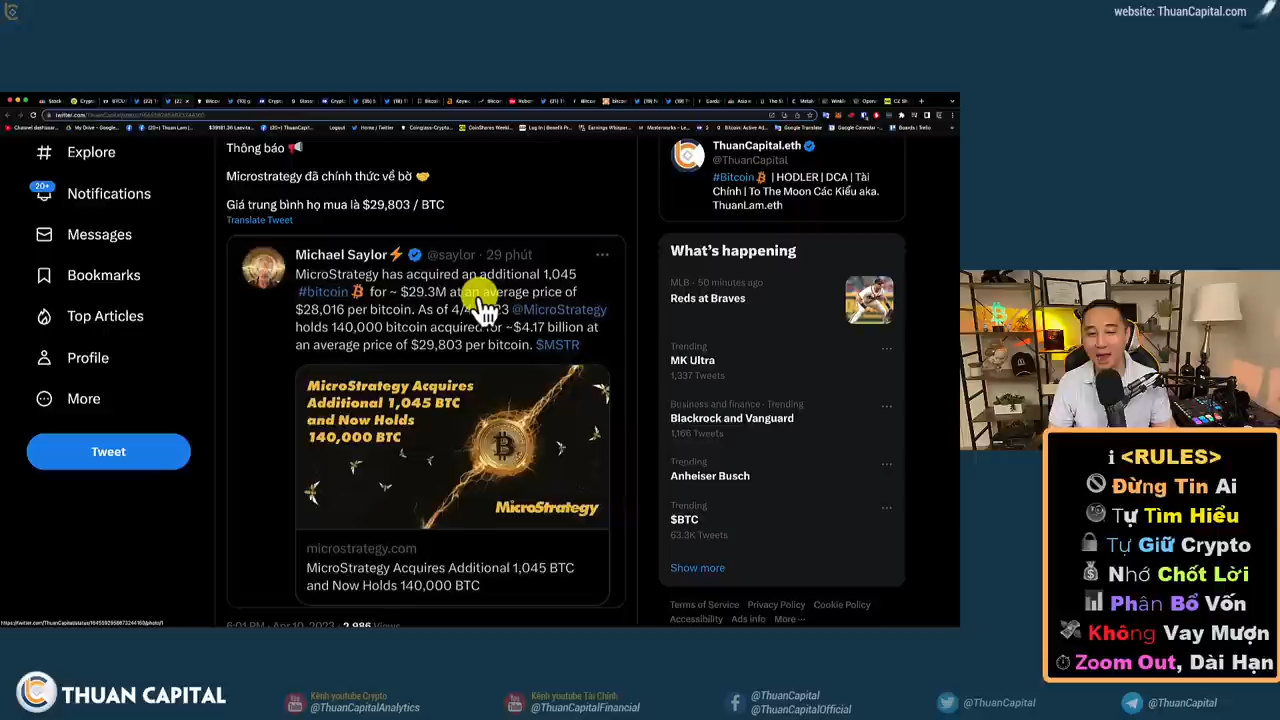 website: ThuanCapital.com
Explore
20+
Notifications
Messages
Bookmarks
Top Articles
Profile
More
Tweet
Thông báo
Microstrategy đã chính thức về bờ
Giá trung bình họ mua là $29,803 / BTC
Translate Tweet
Michael Saylor @saylor · 29 phút
MicroStrategy has acquired an additional 1,045
#bitcoin for ~ $29.3M at an average price of
$28,016 per bitcoin. As of @MicroStrategy
holds 140,000 bitcoin acquired for ~$4.17 billion at
an average price of $29,803 per bitcoin. $MSTR
MicroStrategy Acquires
Additional 1,045 BTC
and Now Holds
140,000 BTC
MicroStrategy
microstrategy.com
MicroStrategy Acquires Additional 1,045 BTC
and Now Holds 140,000 BTC
6:01 PM · Apr 10, 2023 · 2,986 Views
ThuanCapital.eth
@ThuanCapital
#Bitcoin | HODLER | DCA | Tài
Chính | To The Moon Các Kiểu aka.
ThuanLam.eth
What's happening
MLB · 50 minutes ago
Reds at Braves
Trending
MK Ultra
1,337 Tweets
Business and finance · Trending
Blackrock and Vanguard
1,166 Tweets
Trending
Anheiser Busch
Trending
$BTC
63.3K Tweets
Show more
Terms of Service Privacy Policy Cookie Policy
Accessibility Ads info More ···
<RULES>
Đừng Tin Ai
Tự Tìm Hiểu
Tự Giữ Crypto
Nhớ Chốt Lời
Phân Bổ Vốn
Không Vay Mượn
Zoom Out, Dài Hạn
THUAN CAPITAL
Kênh youtube Crypto
@ThuanCapitalAnalytics
Kênh youtube Tài Chính
@ThuanCapitalFinancial
@ThuanCapital
@ThuanCapitalOfficial
@ThuanCapital
@ThuanCapital